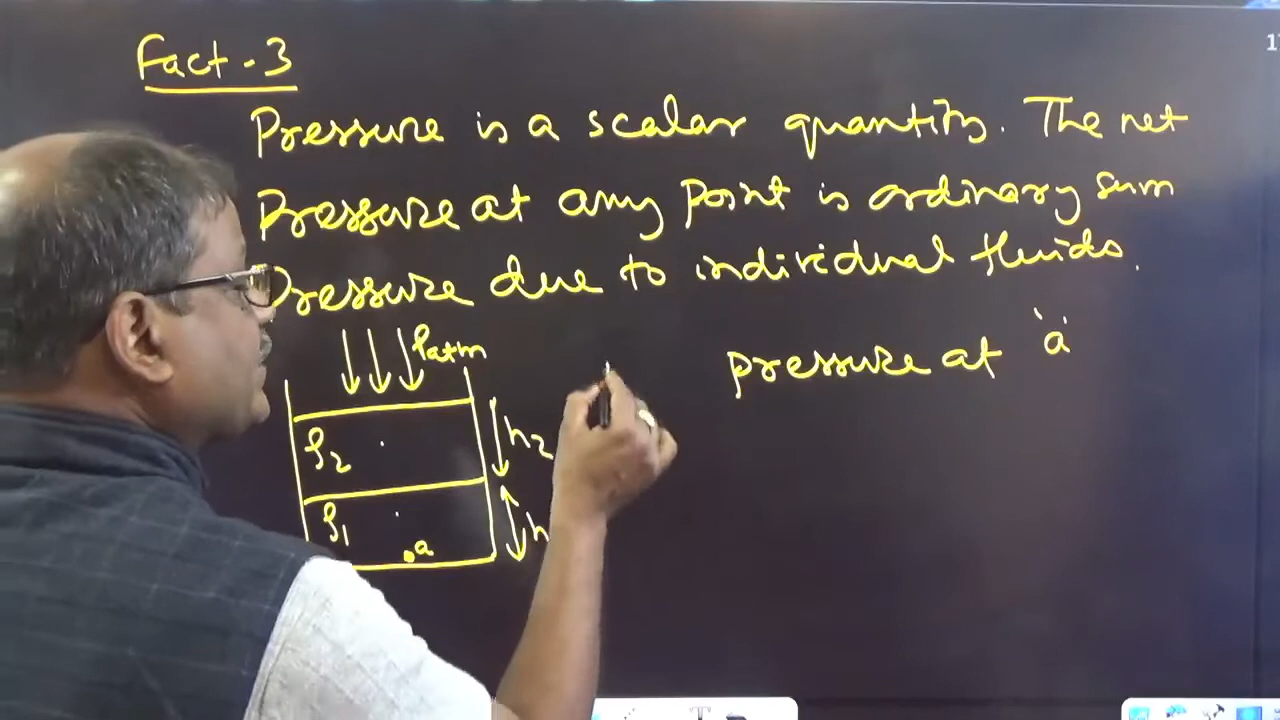 Fact - 3
Pressure is a scalar quantity. The net
Pressure at any point is ordinary sum
Pressure due to individual fluids.
Patm
pressure at 'a'
ρ2
h2
ρ1
h
a